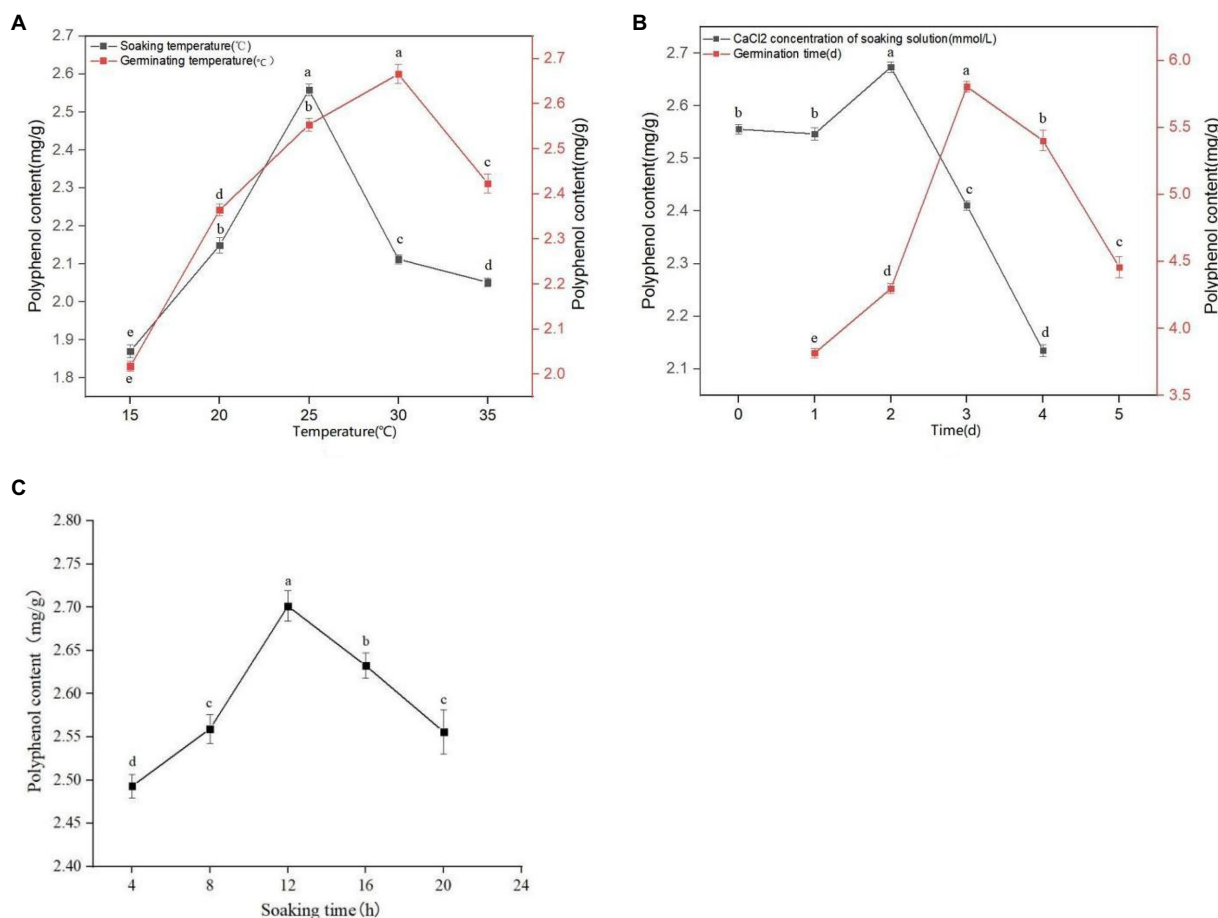 A
Soaking temperature(℃)
Germinating temperature(℃)
Polyphenol content(mg/g)
2.7
2.6
2.5
2.4
2.3
2.2
2.1
2.0
1.9
1.8
e
b
a
c
d
e
d
b
a
c
2.7
2.6
2.5
2.4
2.3
2.2
2.1
2.0
Polyphenol content(mg/g)
15 20 25 30 35
Temperature(℃)
B
CaCl2 concentration of soaking solution(mmol/L)
Germination time(d)
Polyphenol content(mg/g)
2.7
2.6
2.5
2.4
2.3
2.2
2.1
b
b
a
c
d
e
d
a
b
c
6.0
5.5
5.0
4.5
4.0
3.5
Polyphenol content(mg/g)
0 1 2 3 4 5
Time(d)
C
Polyphenol content（mg/g）
2.80
2.75
2.70
2.65
2.60
2.55
2.50
2.45
2.40
d
c
a
b
c
4 8 12 16 20 24
Soaking time(h)